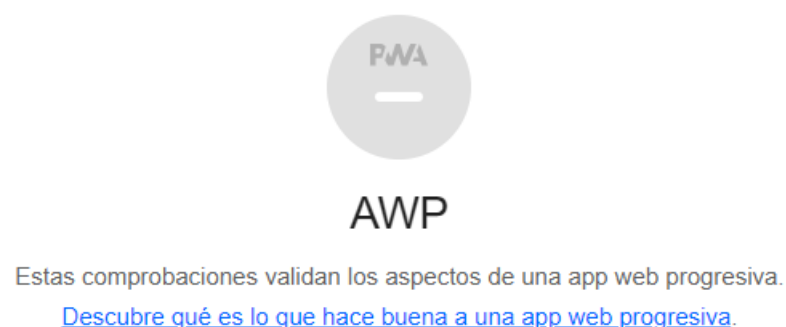 PWA
AWP
Estas comprobaciones validan los aspectos de una app web progresiva.
Descubre qué es lo que hace buena a una app web progresiva.